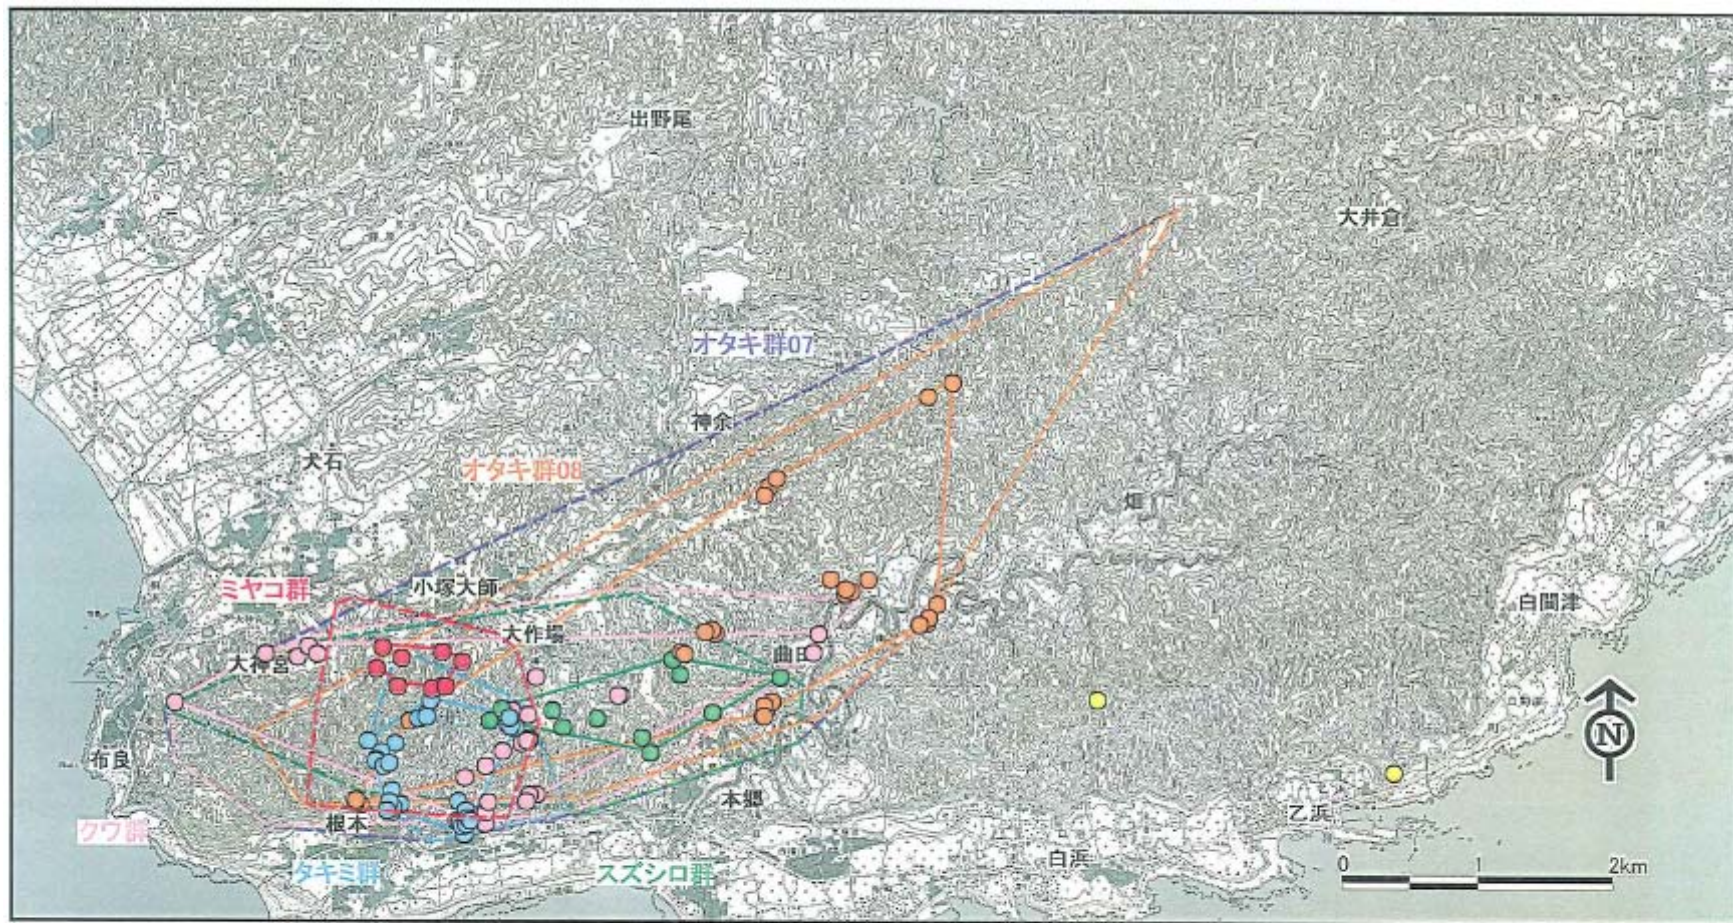 出野尾
大井倉
オタキ群07
神余
犬石
オタキ群08
畑
小塚大師
ミヤコ群
白間津
大作場
大神宮
曲田
N
布良
本郷
乙浜
根本
クワ群
白浜
タキミ群
スズシロ群
0 1 2km